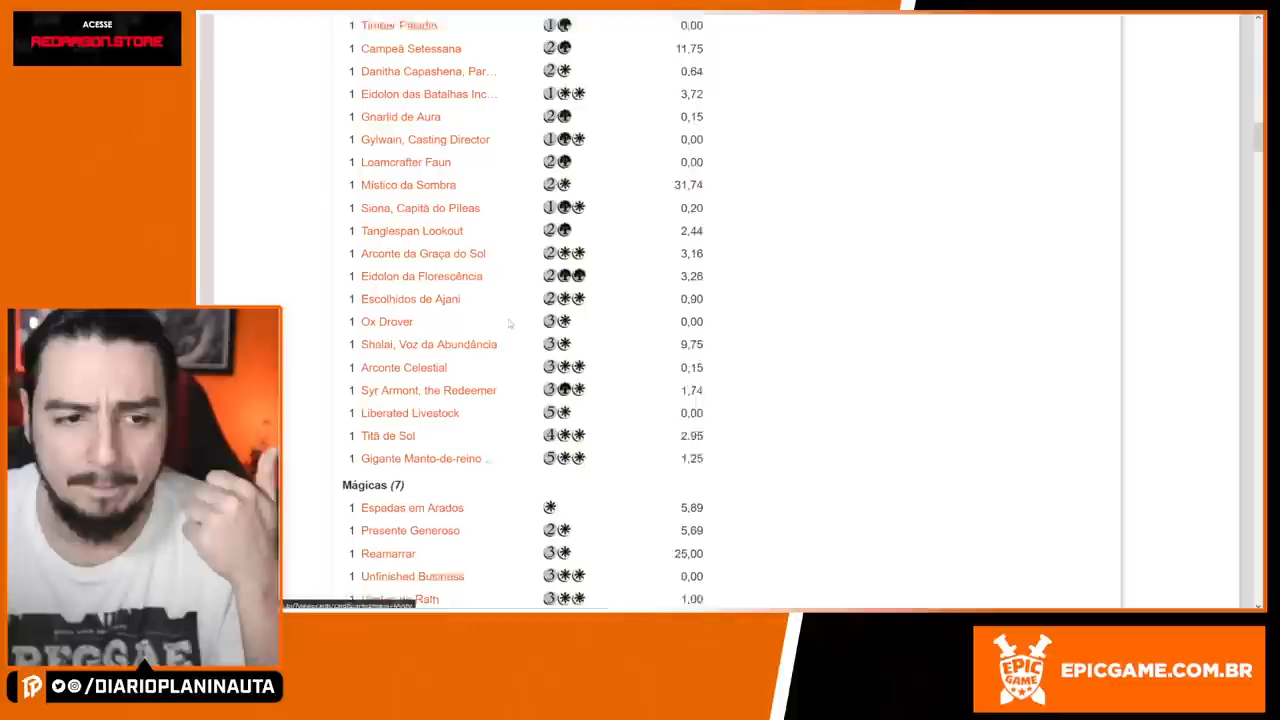 ACESSE
REDRAGON.STORE
1 Timber Paladin 0,00
1 Campeã Setessana 11,75
1 Danitha Capashena, Par... 0,64
1 Eidolon das Batalhas Inc... 3,72
1 Gnarlid de Aura 0,15
1 Gylwain, Casting Director 0,00
1 Loamcrafter Faun 0,00
1 Místico da Sombra 31,74
1 Siona, Capitã do Píleas 0,20
1 Tanglespan Lookout 2,44
1 Arconte da Graça do Sol 3,16
1 Eidolon da Florescência 3,26
1 Escolhidos de Ajani 0,90
1 Ox Drover 0,00
1 Shalai, Voz da Abundância 9,75
1 Arconte Celestial 0,15
1 Syr Armont, the Redeemer 1,74
1 Liberated Livestock 0,00
1 Titã de Sol 2,95
1 Gigante Manto-de-reino .. 1,25
Mágicas (7)
1 Espadas em Arados 5,89
1 Presente Generoso 5,69
1 Reamarrar 25,00
1 Unfinished Business 0,00
1 Rath 1,00
REGGAE
/DIARIOPLANINAUTA
EPIC
GAME
EPICGAME.COM.BR